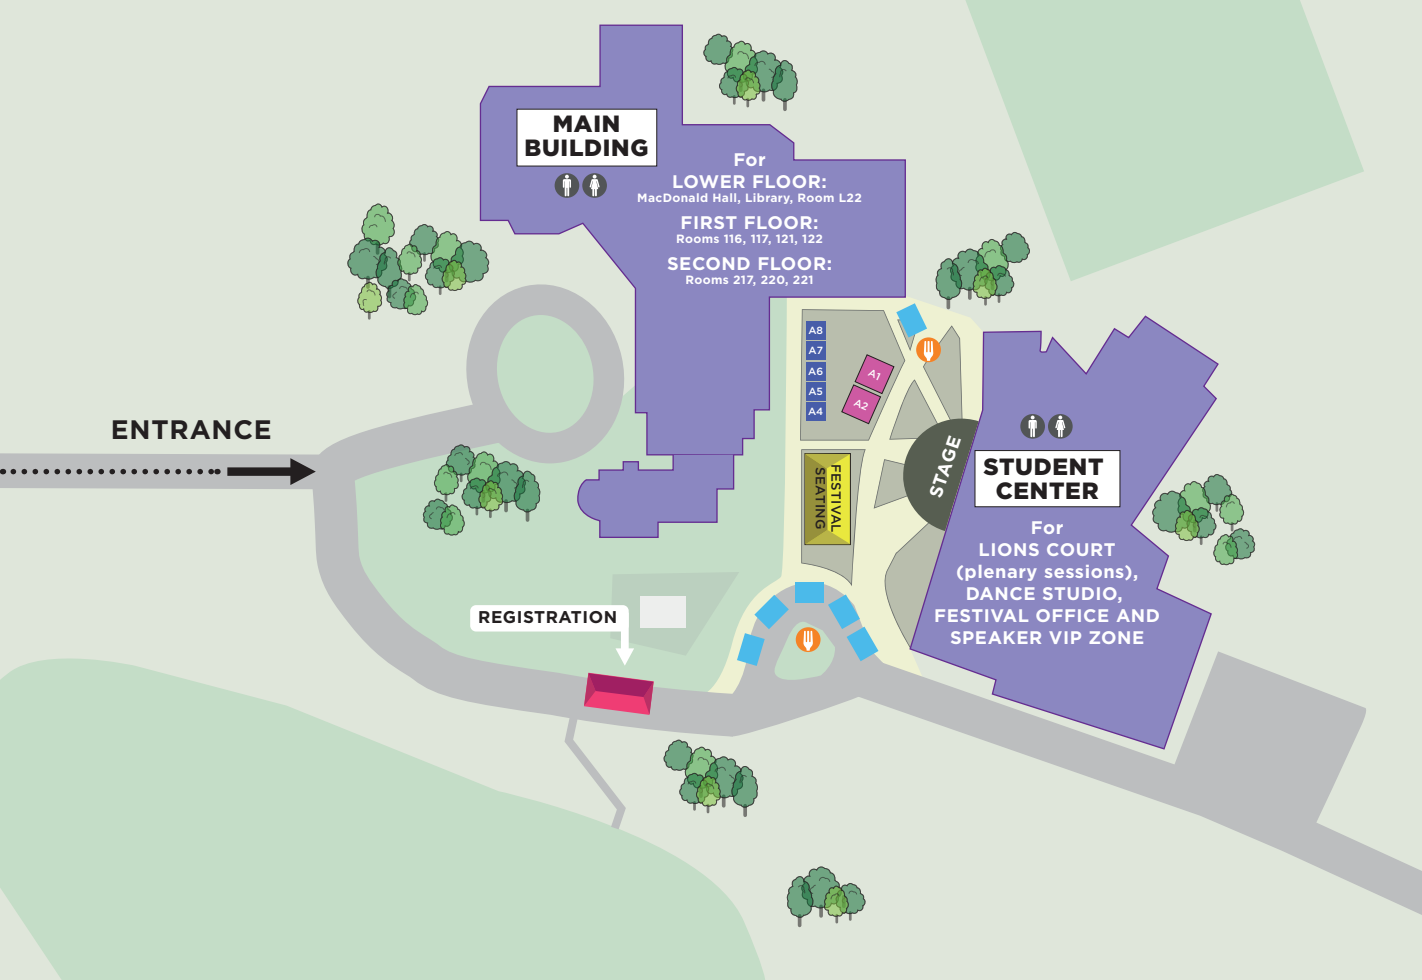 MAIN
BUILDING
For
LOWER FLOOR:
MacDonald Hall, Library, Room L22
FIRST FLOOR:
Rooms 116, 117, 121, 122
SECOND FLOOR:
Rooms 217, 220, 221
A8
A7
A6
A5
A4
A1
A2
ENTRANCE
STAGE
FESTIVAL
SEATING
STUDENT
CENTER
For
LIONS COURT
(plenary sessions),
DANCE STUDIO,
FESTIVAL OFFICE AND
SPEAKER VIP ZONE
REGISTRATION